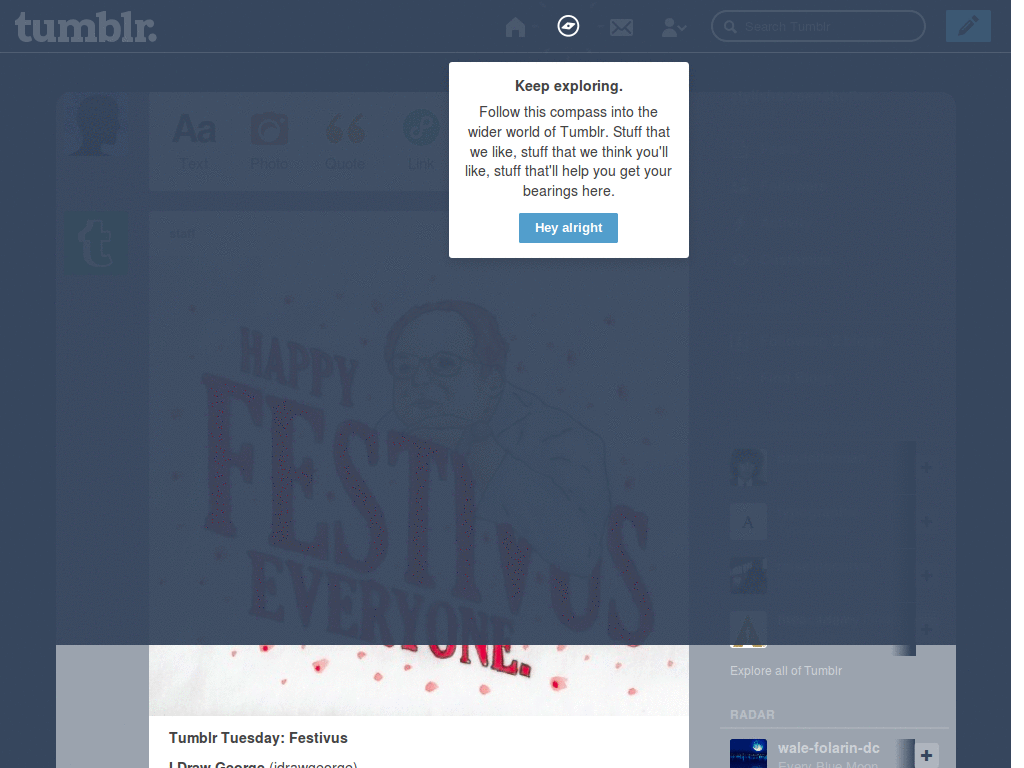 tumblr.
Search Tumblr
Keep exploring.
Follow this compass into the
wider world of Tumblr. Stuff that
we like, stuff that we think you'll
like, stuff that'll help you get your
bearings here.
Hey alright
Aa
Text
Photo
Quote
Link
staff
HAPPY
FESTIVUS
EVERYONE.
A
Explore all of Tumblr
RADAR
Tumblr Tuesday: Festivus
wale-folarin-dc
Every Blue Moon
I Draw George (idrawgeorge)